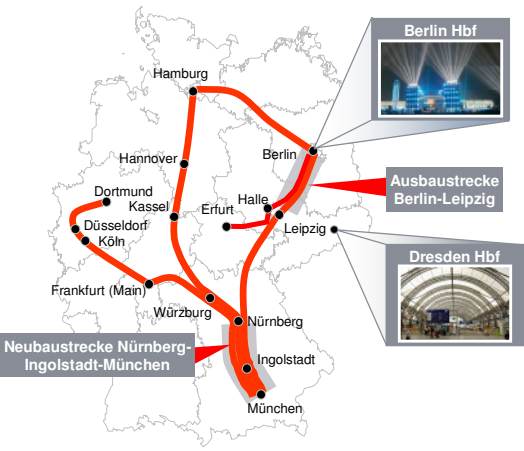 Berlin Hbf
Hamburg
Hannover
Berlin
Ausbaustrecke
Berlin-Leipzig
Dortmund
Kassel
Erfurt
Halle
Düsseldorf
Köln
Leipzig
Dresden Hbf
Frankfurt (Main)
Würzburg
Nürnberg
Neubaustrecke Nürnberg-
Ingolstadt-München
Ingolstadt
München